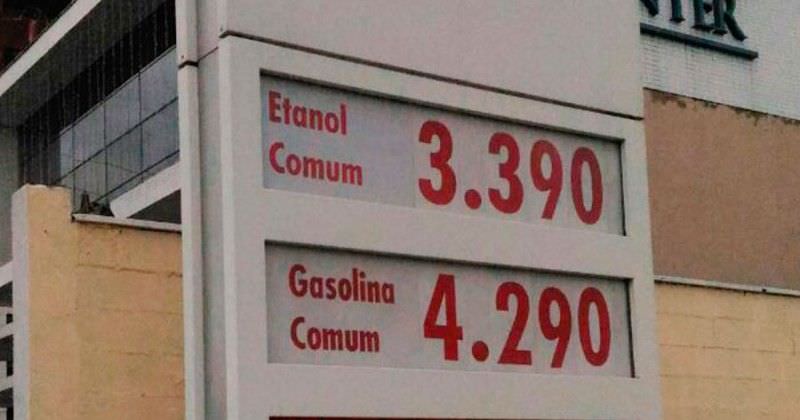 Etanol
Comum
3.390
Gasolina
Comum
4.290